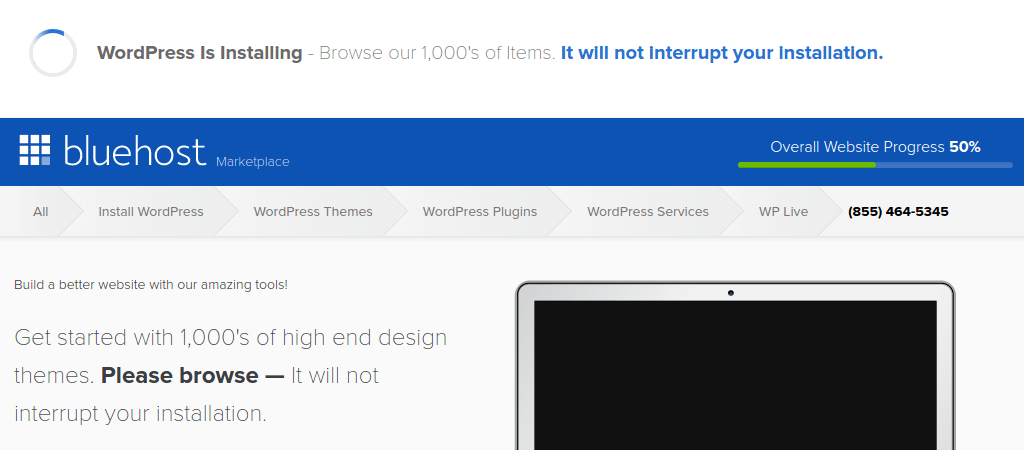 WordPress Is Installing - Browse our 1,000's of Items. It will not Interrupt your Installation.
bluehost Marketplace
Overall Website Progress 50%
All
Install WordPress
WordPress Themes
WordPress Plugins
WordPress Services
WP Live
(855) 464-5345
Build a better website with our amazing tools!
Get started with 1,000's of high end design
themes. Please browse — It will not
interrupt your installation.